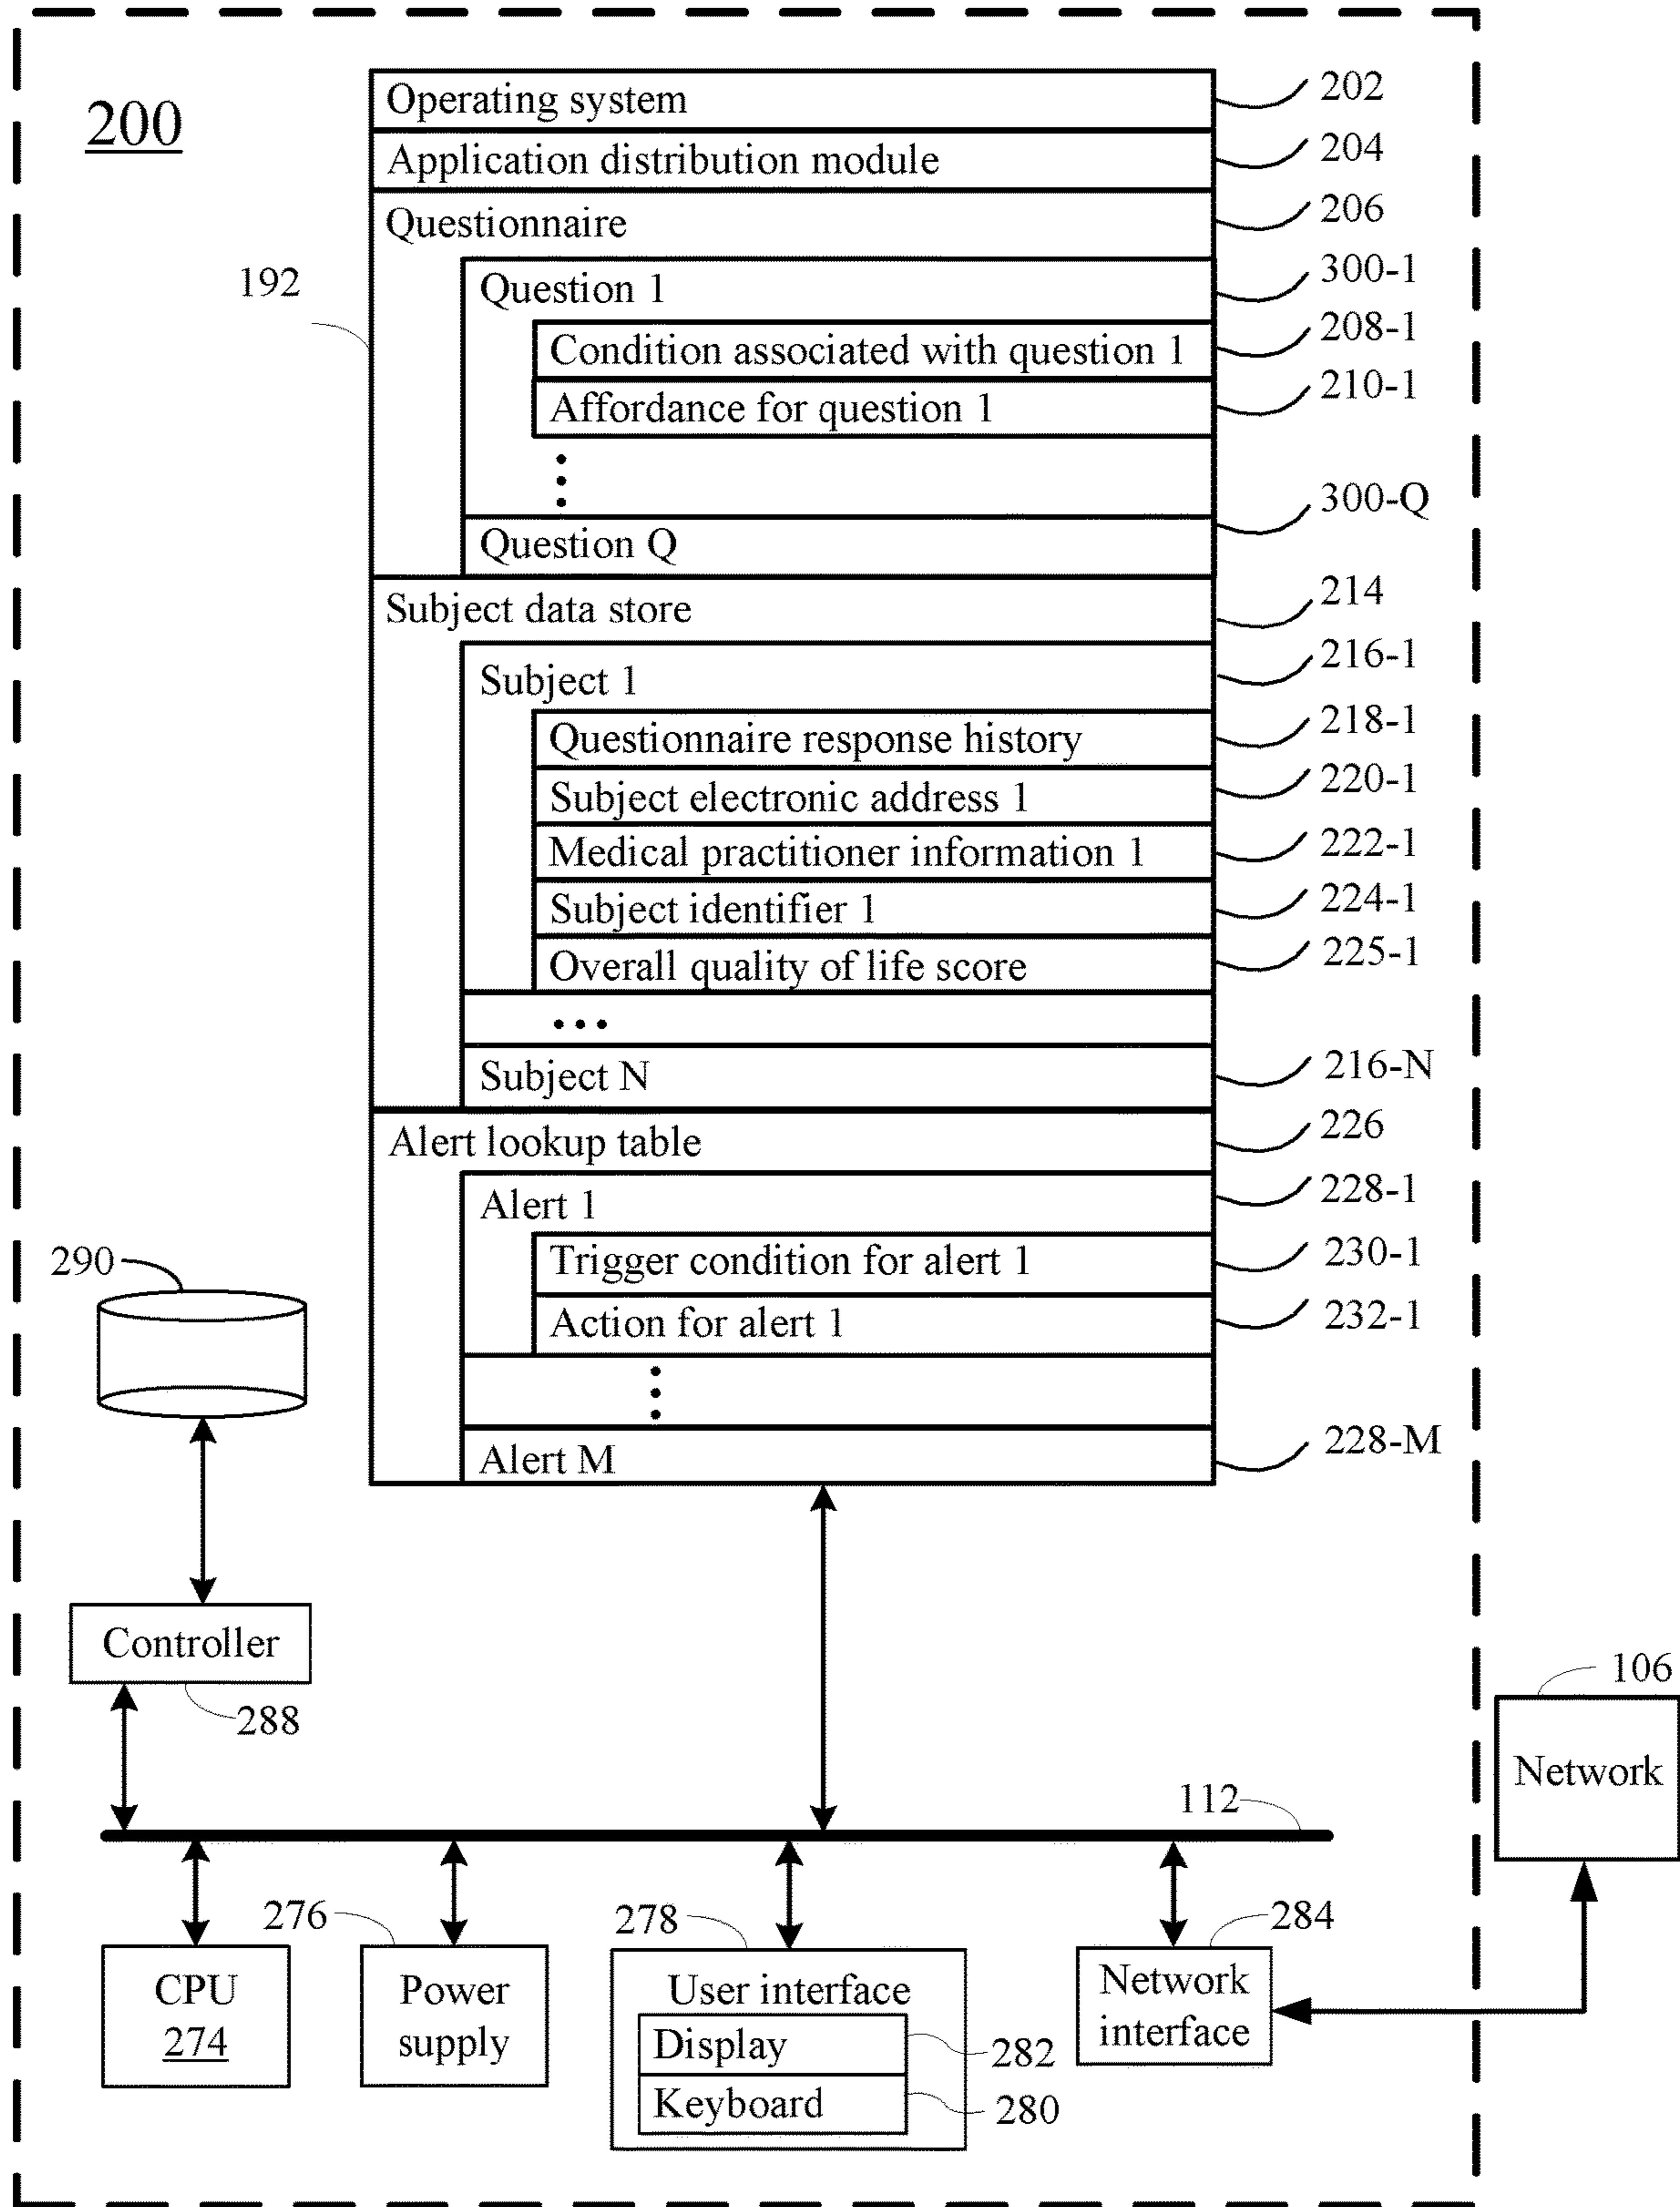 200
Operating system
202
Application distribution module
204
Questionnaire
206
192
Question 1
300-1
Condition associated with question 1
208-1
Affordance for question 1
210-1
300-Q
Question Q
Subject data store
214
Subject 1
216-1
Questionnaire response history
218-1
Subject electronic address 1
220-1
Medical practitioner information 1
222-1
Subject identifier 1
224-1
Overall quality of life score
225-1
Subject N
216-N
Alert lookup table
226
Alert 1
228-1
290
Trigger condition for alert 1
230-1
Action for alert 1
232-1
Alert M
228-M
Controller
288
106
Network
112
276
278
284
CPU
274
Power
supply
User interface
Display
282
Keyboard
280
Network
interface